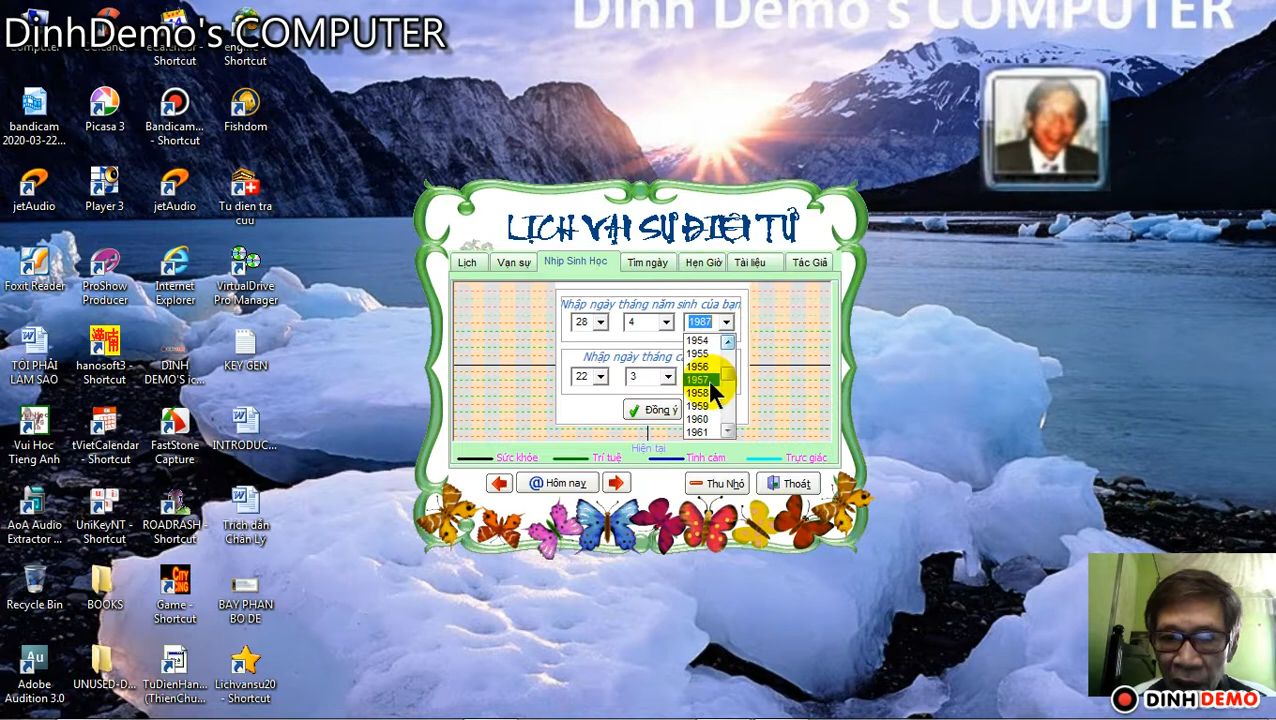 Dinh Demo's COMPUTER
DinhDemo's COMPUTER
Computer
eCalendar -
Shortcut
engine -
Shortcut
bandicam
2020-03-22...
Picasa 3
Bandicam...
- Shortcut
Fishdom
jetAudio
Player 3
jetAudio
Tu dien tra
cuu
Foxit Reader
ProShow
Producer
Internet
Explorer
VirtualDrive
Pro Manager
TÔI PHẢI
LÀM SAO
hanosoft3 -
Shortcut
DINH
DEMO'S ic...
KEY GEN
Vui Hoc
Tieng Anh
tVietCalendar
- Shortcut
FastStone
Capture
INTRODUC...
AoA Audio
Extractor ...
UniKeyNT -
Shortcut
ROADRASH -
Shortcut
Trích dẫn
Chân Lý
Recycle Bin
BOOKS
Game -
Shortcut
BAY PHAN
BO DE
Adobe
Audition 3.0
UNUSED-D...
TuDienHan...
(ThienChu...
Lichvansu20
- Shortcut
LỊCH VẠN SỰ ĐIỆN TỬ
Lịch
Vạn sự
Nhịp Sinh Học
Tìm ngày
Hẹn Giờ
Tài liệu
Tác Giả
Nhập ngày tháng năm sinh của bạn
28
4
1987
1954
1955
1956
1957
1958
1959
1960
1961
Nhập ngày tháng
22
3
Đồng ý
Hiện tại
Sức khỏe
Trí tuệ
Tình cảm
Trực giác
@ Hôm nay
Thu Nhỏ
Thoát
DINH DEMO